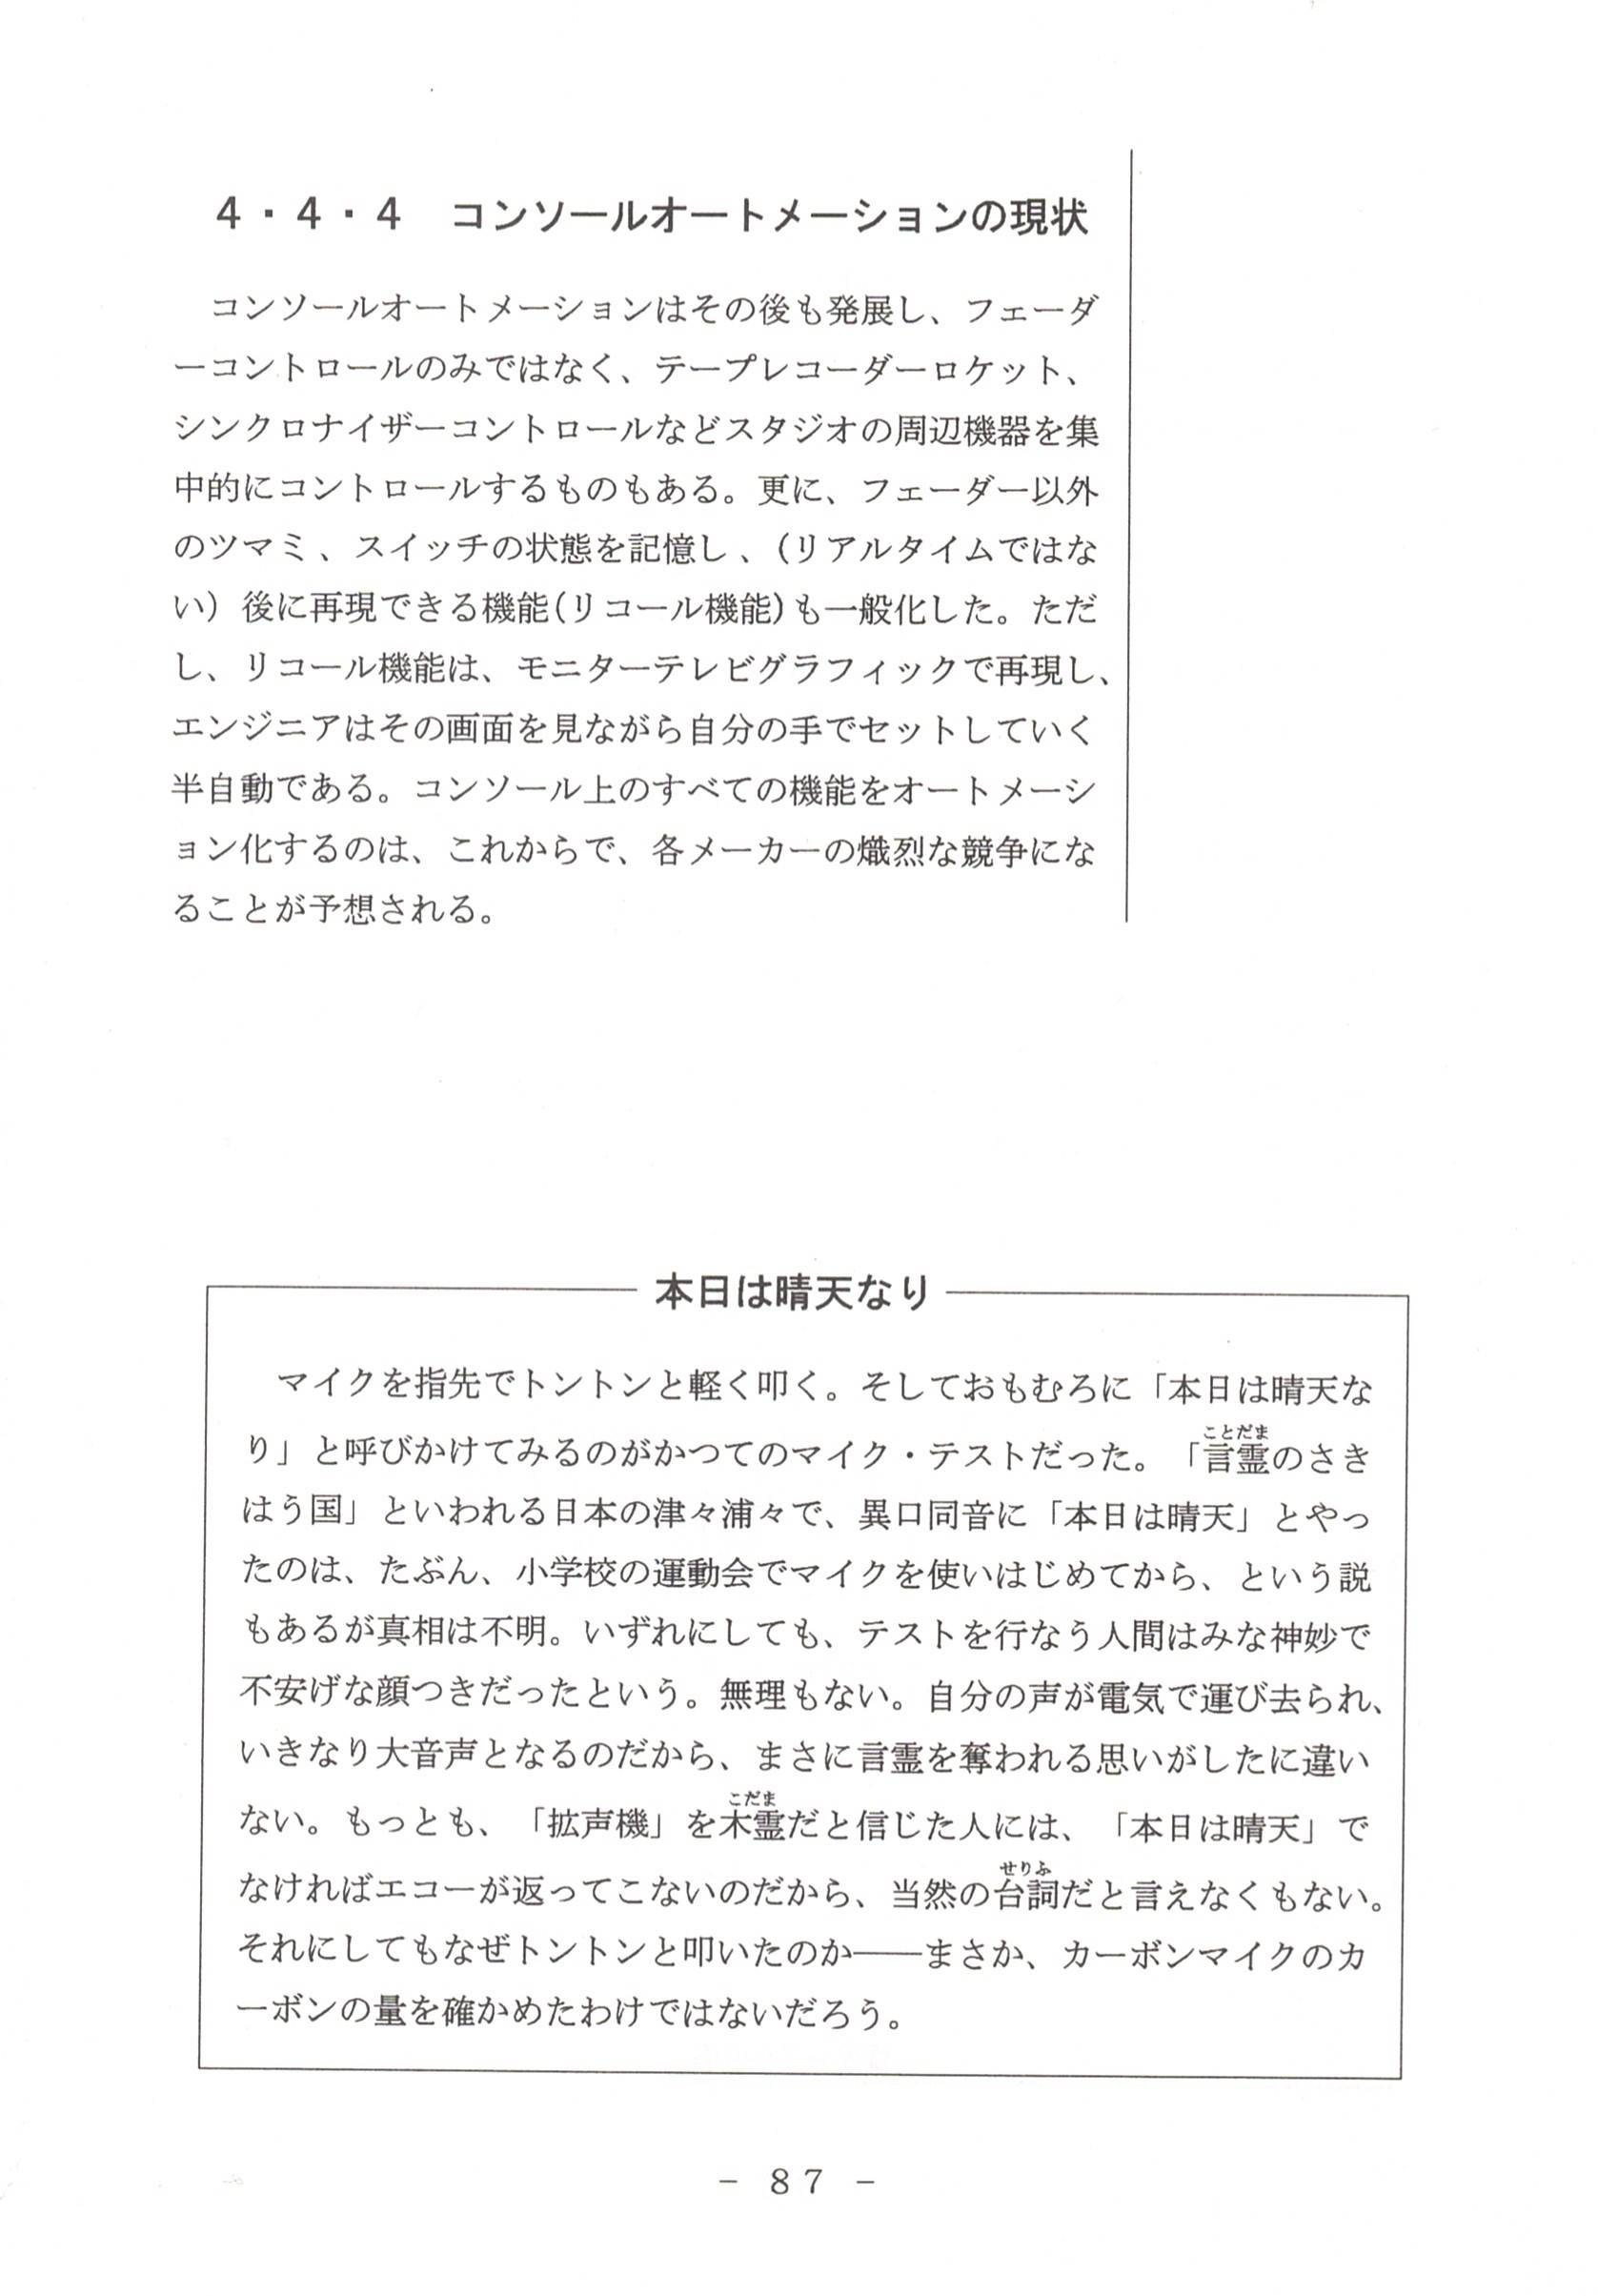 4・4・4　コンソールオートメーションの現状
コンソールオートメーションはその後も発展し、フェーダ
ーコントロールのみではなく、テープレコーダーロケット、
シンクロナイザーコントロールなどスタジオの周辺機器を集
中的にコントロールするものもある。更に、フェーダー以外
のツマミ、スイッチの状態を記憶し、(リアルタイムではな
い）後に再現できる機能(リコール機能)も一般化した。ただ
し、リコール機能は、モニターテレビグラフィックで再現し、
エンジニアはその画面を見ながら自分の手でセットしていく
半自動である。コンソール上のすべての機能をオートメーシ
ョン化するのは、これからで、各メーカーの熾烈な競争にな
ることが予想される。
本日は晴天なり
マイクを指先でトントンと軽く叩く。そしておもむろに「本日は晴天な
ことだま
り」と呼びかけてみるのがかつてのマイク・テストだった。「言霊のさき
はう国」といわれる日本の津々浦々で、異口同音に「本日は晴天」とやっ
たのは、たぶん、小学校の運動会でマイクを使いはじめてから、という説
もあるが真相は不明。いずれにしても、テストを行なう人間はみな神妙で
不安げな顔つきだったという。無理もない。自分の声が電気で運び去られ、
いきなり大音声となるのだから、まさに言霊を奪われる思いがしたに違い
こだま
ない。もっとも、「拡声機」を木霊だと信じた人には、「本日は晴天」で
せりふ
なければエコーが返ってこないのだから、当然の台詞だと言えなくもない。
それにしてもなぜトントンと叩いたのか――まさか、カーボンマイクのカ
ーボンの量を確かめたわけではないだろう。
－ 87 －